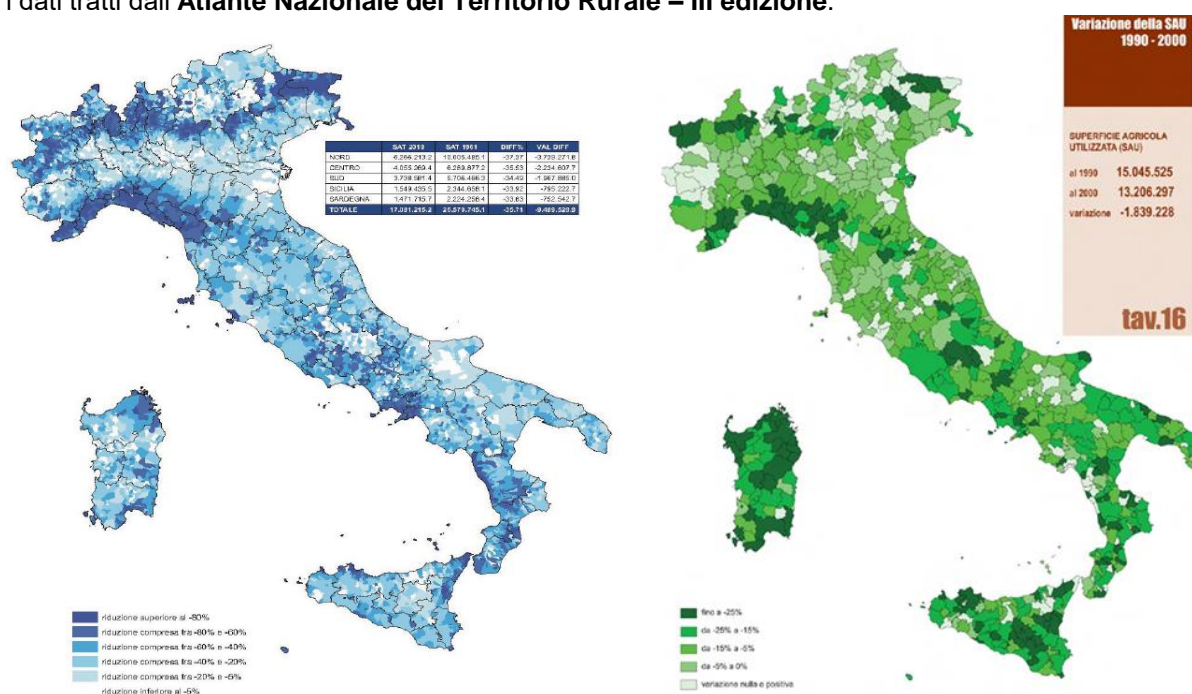 I dati tratti dall'Atlante Nazionale del Territorio Rurale – III edizione.
Variazione della SAU
1990 - 2000
SAT 2010 SAT 1961 DIFF% VAL DIFF
NORD 6.266.213,2 10.005.485,1 -37,37 -3.739.271,8
CENTRO 4.055.269,4 6.289.877,2 -35,53 -2.234.607,7
SUD 3.738.581,4 5.706.466,3 -34,49 -1.967.885,0
SICILIA 1.549.435,5 2.344.658,1 -33,92 -795.222,7
SARDEGNA 1.471.715,7 2.224.258,4 -33,83 -752.542,7
TOTALE 17.081.215,2 26.570.745,1 -35,71 -9.489.529,9
SUPERFICIE AGRICOLA
UTILIZZATA (SAU)
al 1990 15.045.525
al 2000 13.206.297
variazione -1.839.228
tav.16
riduzione superiore al -80%
riduzione compresa fra -80% e -60%
riduzione compresa fra -60% e -40%
riduzione compresa fra -40% e -20%
riduzione compresa fra -20% e -5%
riduzione inferiore al -5%
fino a -25%
da -25% a -15%
da -15% a -5%
da -5% a 0%
variazione nulla e positiva